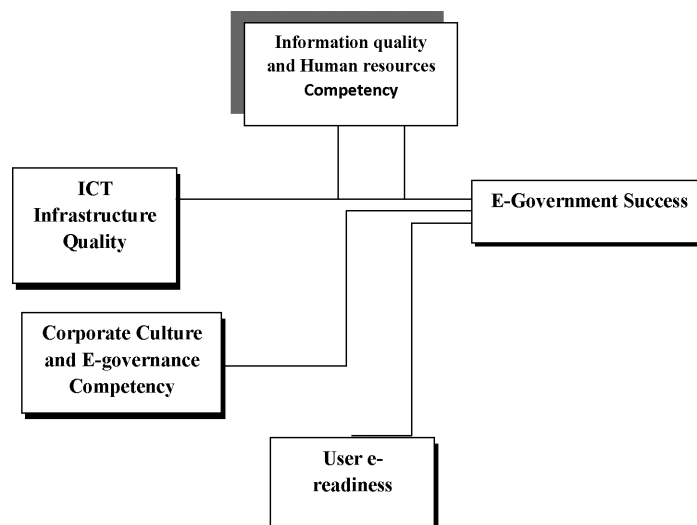 Information quality
and Human resources
Competency
ICT
Infrastructure
Quality
E-Government Success
Corporate Culture
and E-governance
Competency
User e-
readiness